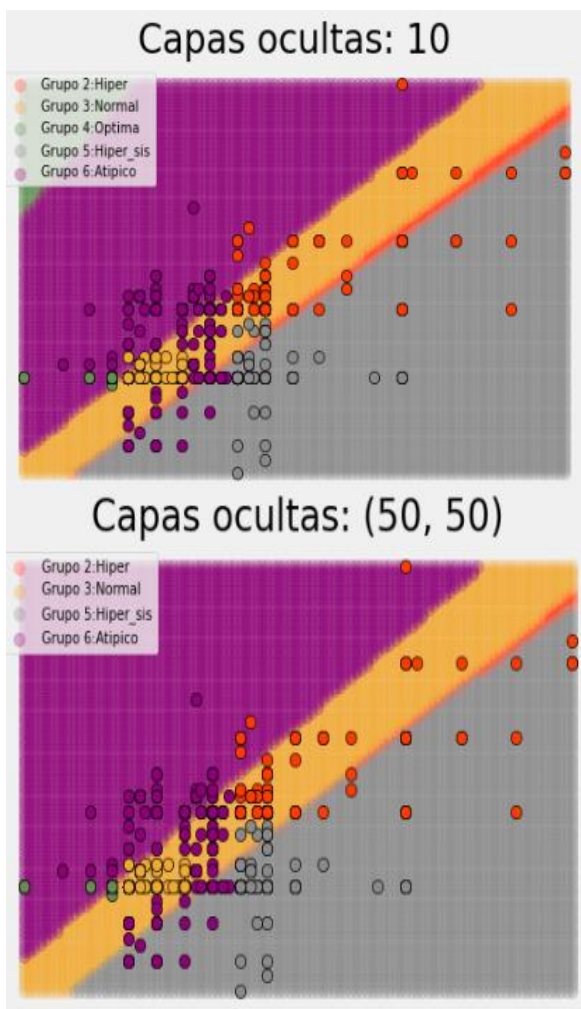 Capas ocultas: 10
Grupo 2:Hiper
Grupo 3:Normal
Grupo 4:Optima
Grupo 5:Hiper_sis
Grupo 6:Atipico
Capas ocultas: (50, 50)
Grupo 2:Hiper
Grupo 3:Normal
Grupo 5:Hiper_sis
Grupo 6:Atipico